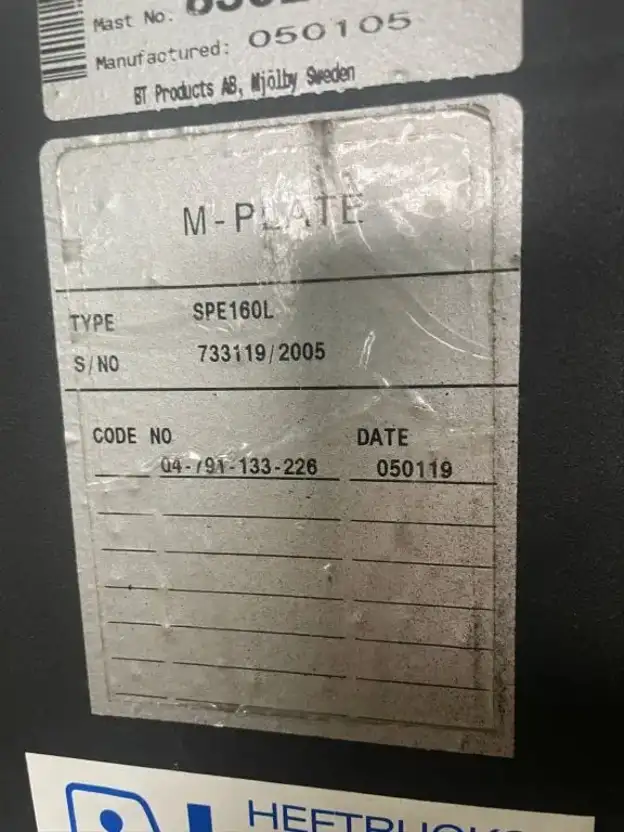 Mast No.
Manufactured: 050105
BT Products AB, Mjölby Sweden
M-PLATE
TYPE SPE160L
S/NO 733119/2005
CODE NO DATE
04-791-133-226 050119
HEFTRUCKS